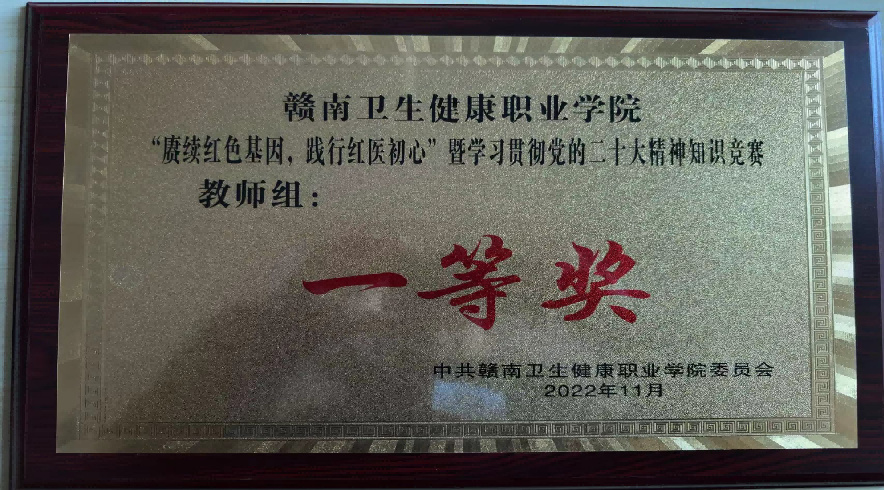 赣南卫生健康职业学院
“赓续红色基因，践行红医初心”暨学习贯彻党的二十大精神知识竞赛
教师组：
一等奖
中共赣南卫生健康职业学院委员会
2022年11月